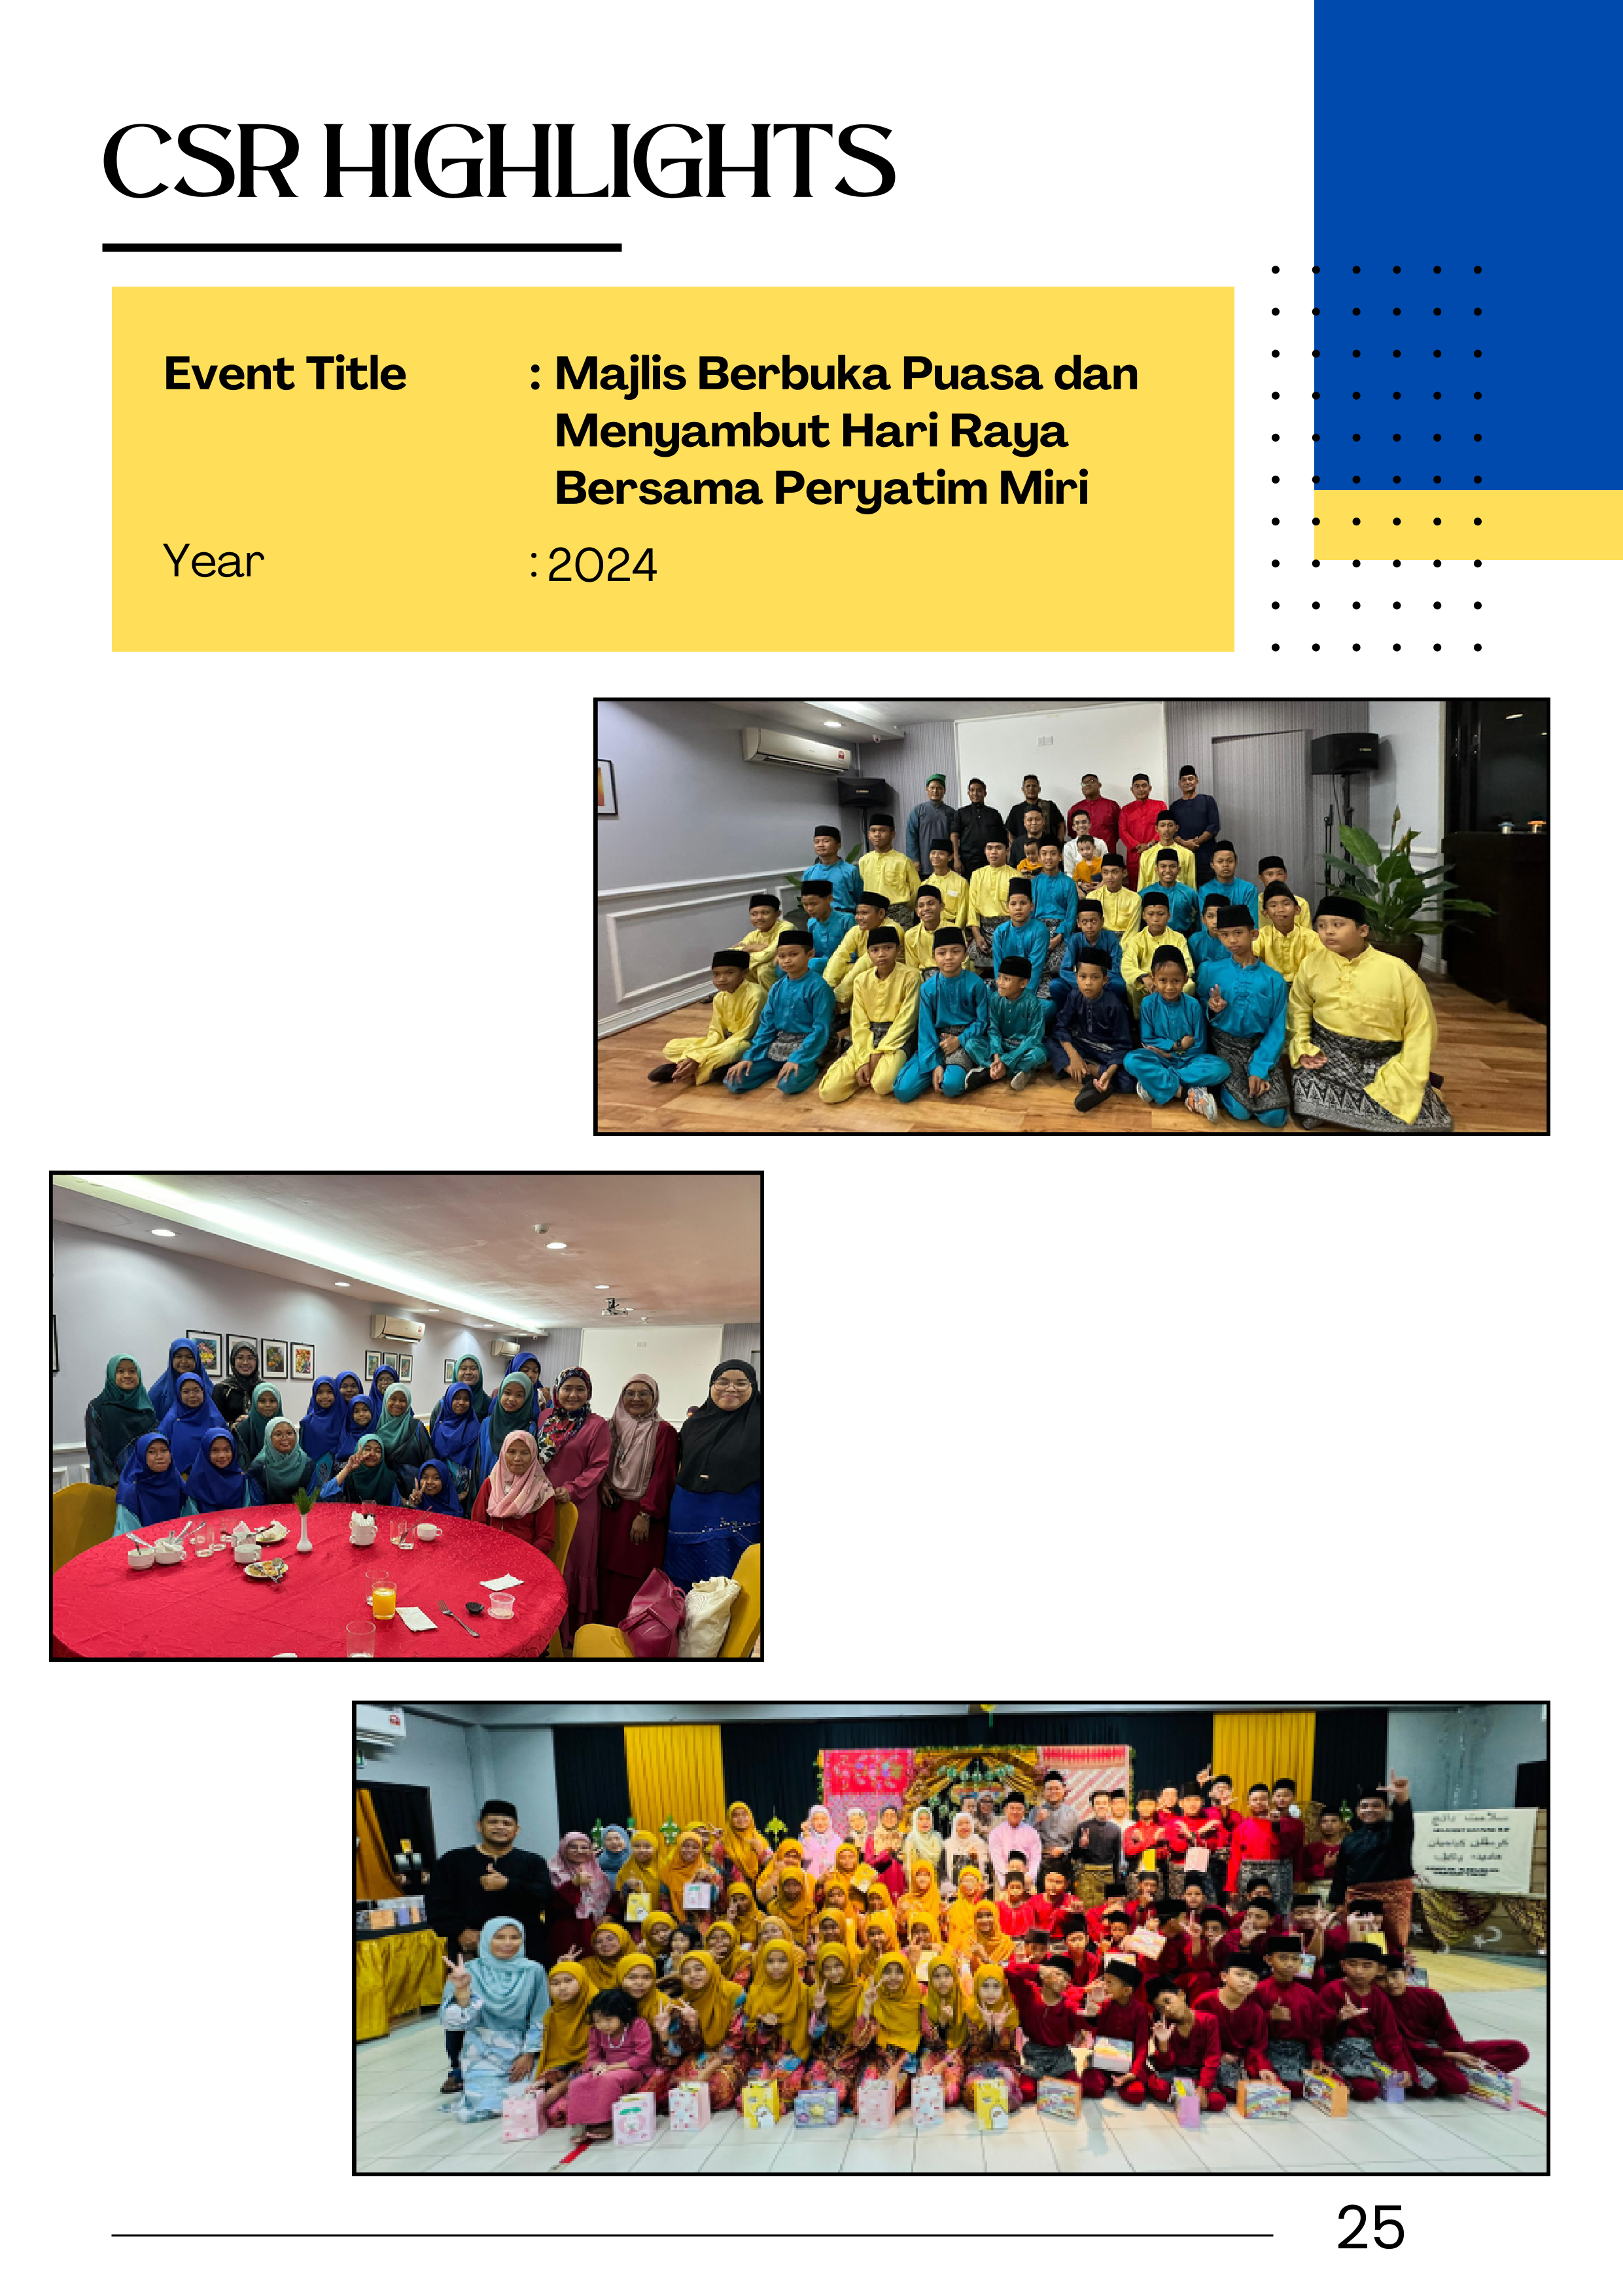 CSR HIGHLIGHTS
Event Title : Majlis Berbuka Puasa dan
Menyambut Hari Raya
Bersama Peryatim Miri
Year : 2024
25